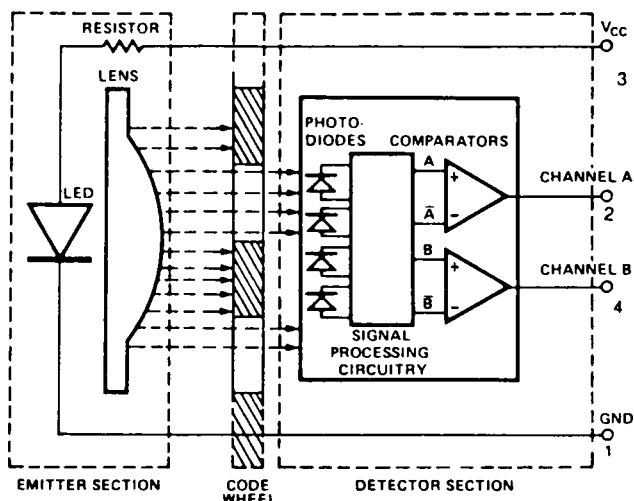 RESISTOR
VCC
3
LENS
PHOTO-
DIODES
COMPARATORS
A
+
CHANNEL A
2
LED
A̅
−
B
+
CHANNEL B
4
B̅
−
SIGNAL
PROCESSING
CIRCUITRY
GND
1
EMITTER SECTION
CODE
WHEEL
DETECTOR SECTION